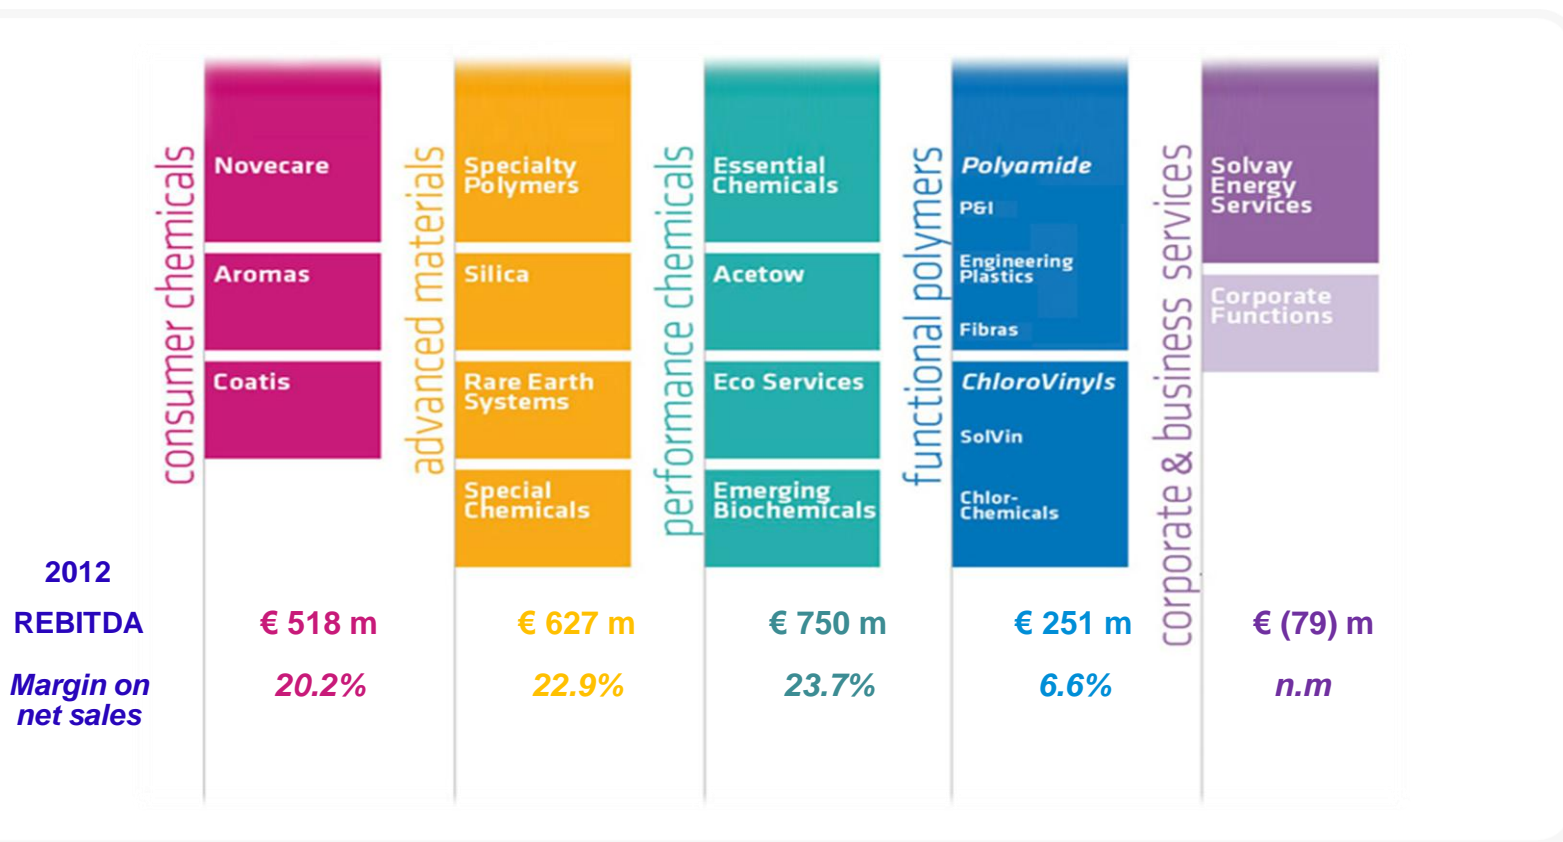 consumer chemicals
Novecare
Aromas
Coatis
advanced materials
Specialty
Polymers
Silica
Rare Earth
Systems
Special
Chemicals
performance chemicals
Essential
Chemicals
Acetow
Eco Services
Emerging
Biochemicals
functional polymers
Polyamide
P&I
Engineering
Plastics
Fibras
ChloroVinyls
SolVin
Chlor-
Chemicals
corporate & business services
Solvay
Energy
Services
Corporate
Functions
2012
REBITDA € 518 m € 627 m € 750 m € 251 m € (79) m
Margin on
net sales 20.2% 22.9% 23.7% 6.6% n.m